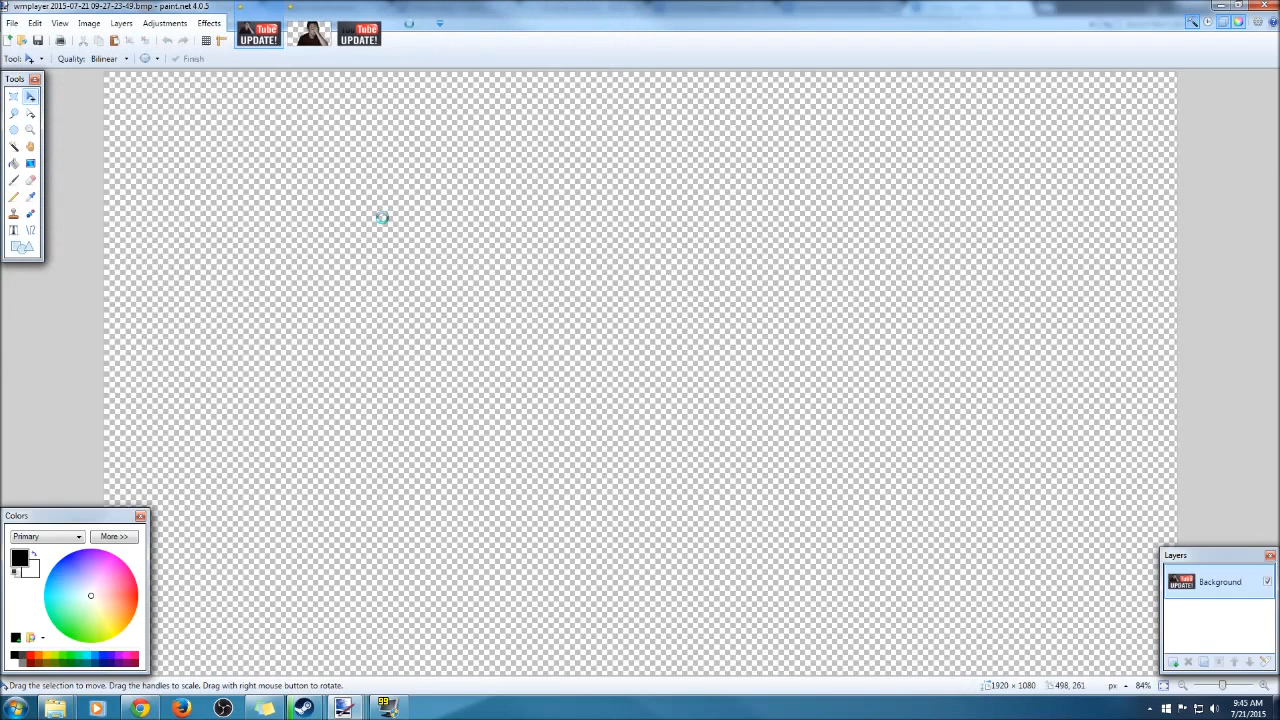 wmplayer 2015-07-21 09-27-23-49.bmp - paint.net 4.0.5
File Edit View Image Layers Adjustments Effects
Tube UPDATE!
YouTube UPDATE!
Tool: Quality: Bilinear Finish
Tools
Colors
Primary More >>
Layers
Tube UPDATE! Background
Drag the selection to move. Drag the handles to scale. Drag with right mouse button to rotate. 1920 × 1080 498, 261 px 84%
99
9:45 AM
7/21/2015